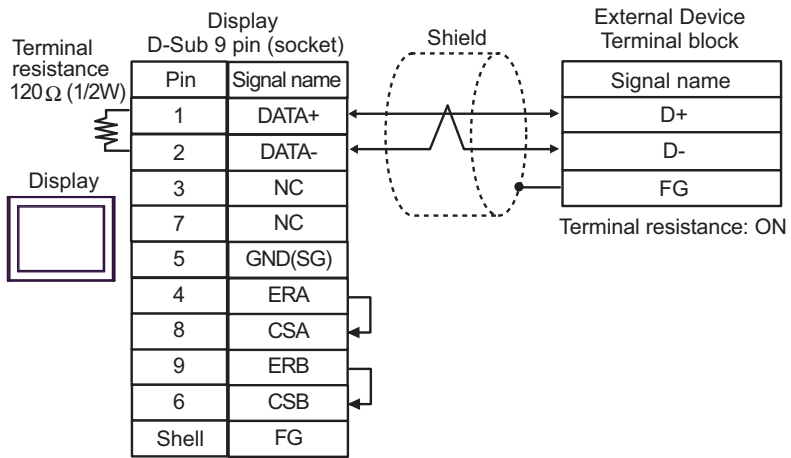 Display
D-Sub 9 pin (socket)
Shield
External Device
Terminal block
Terminal
resistance
120Ω (1/2W)
Pin Signal name
1 DATA+
2 DATA-
3 NC
7 NC
5 GND(SG)
4 ERA
8 CSA
9 ERB
6 CSB
Shell FG
Display
Signal name
D+
D-
FG
Terminal resistance: ON